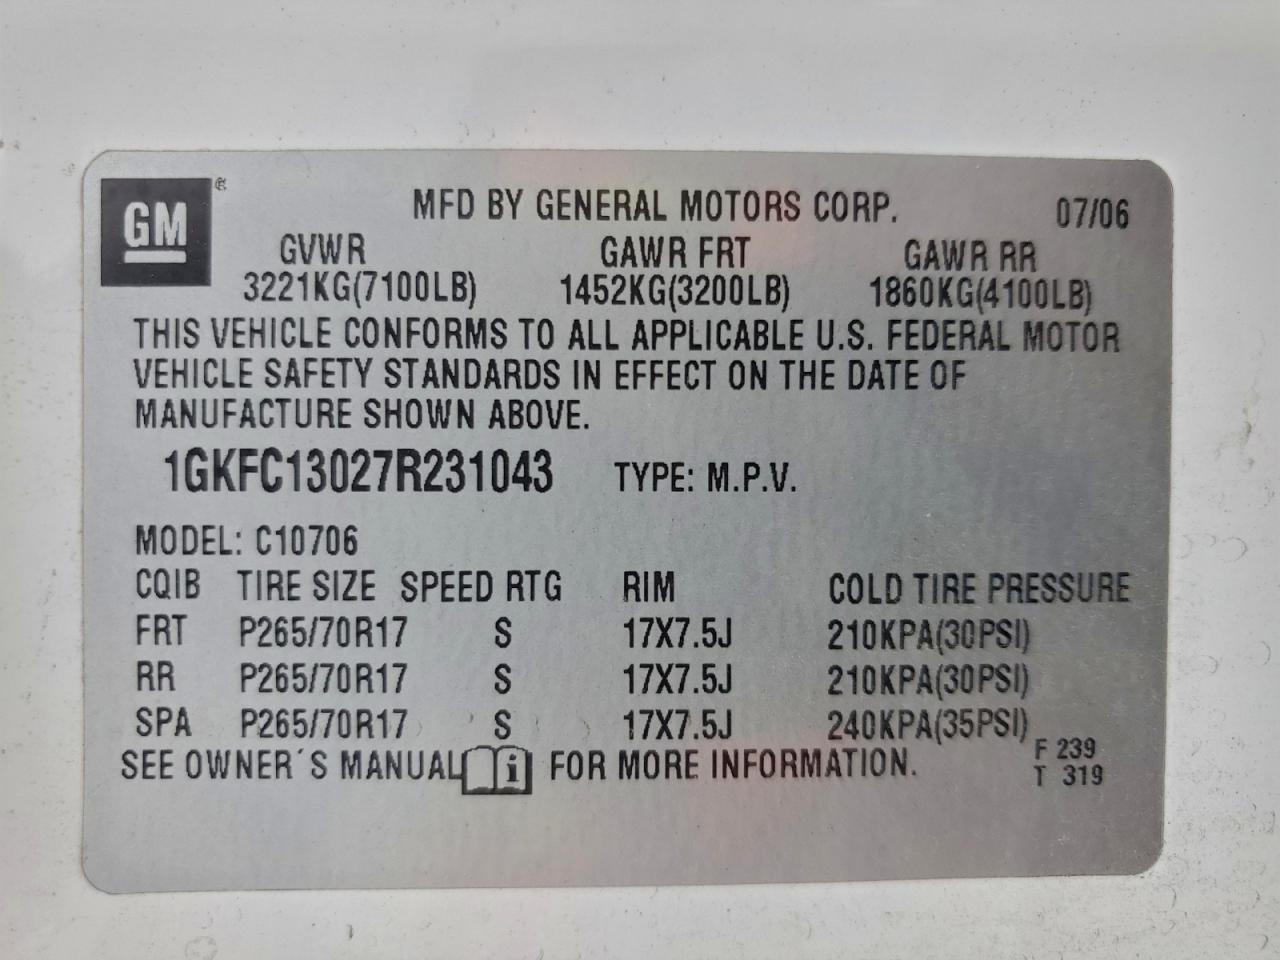 GM
MFD BY GENERAL MOTORS CORP. 07/06
GVWR GAWR FRT GAWR RR
3221KG(7100LB) 1452KG(3200LB) 1860KG(4100LB)
THIS VEHICLE CONFORMS TO ALL APPLICABLE U.S. FEDERAL MOTOR
VEHICLE SAFETY STANDARDS IN EFFECT ON THE DATE OF
MANUFACTURE SHOWN ABOVE.
1GKFC13027R231043 TYPE: M.P.V.
MODEL: C10706
CQIB TIRE SIZE SPEED RTG RIM COLD TIRE PRESSURE
FRT P265/70R17 S 17X7.5J 210KPA(30PSI)
RR P265/70R17 S 17X7.5J 210KPA(30PSI)
SPA P265/70R17 S 17X7.5J 240KPA(35PSI)
SEE OWNER´S MANUAL i FOR MORE INFORMATION.
F 239
T 319